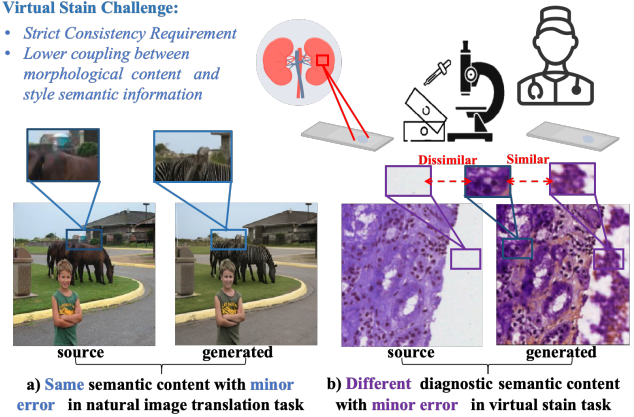 Virtual Stain Challenge:
• Strict Consistency Requirement
• Lower coupling between
morphological content and
style semantic information
Dissimilar
Similar
source
generated
source
generated
a) Same semantic content with minor
error in natural image translation task
b) Different diagnostic semantic content
with minor error in virtual stain task